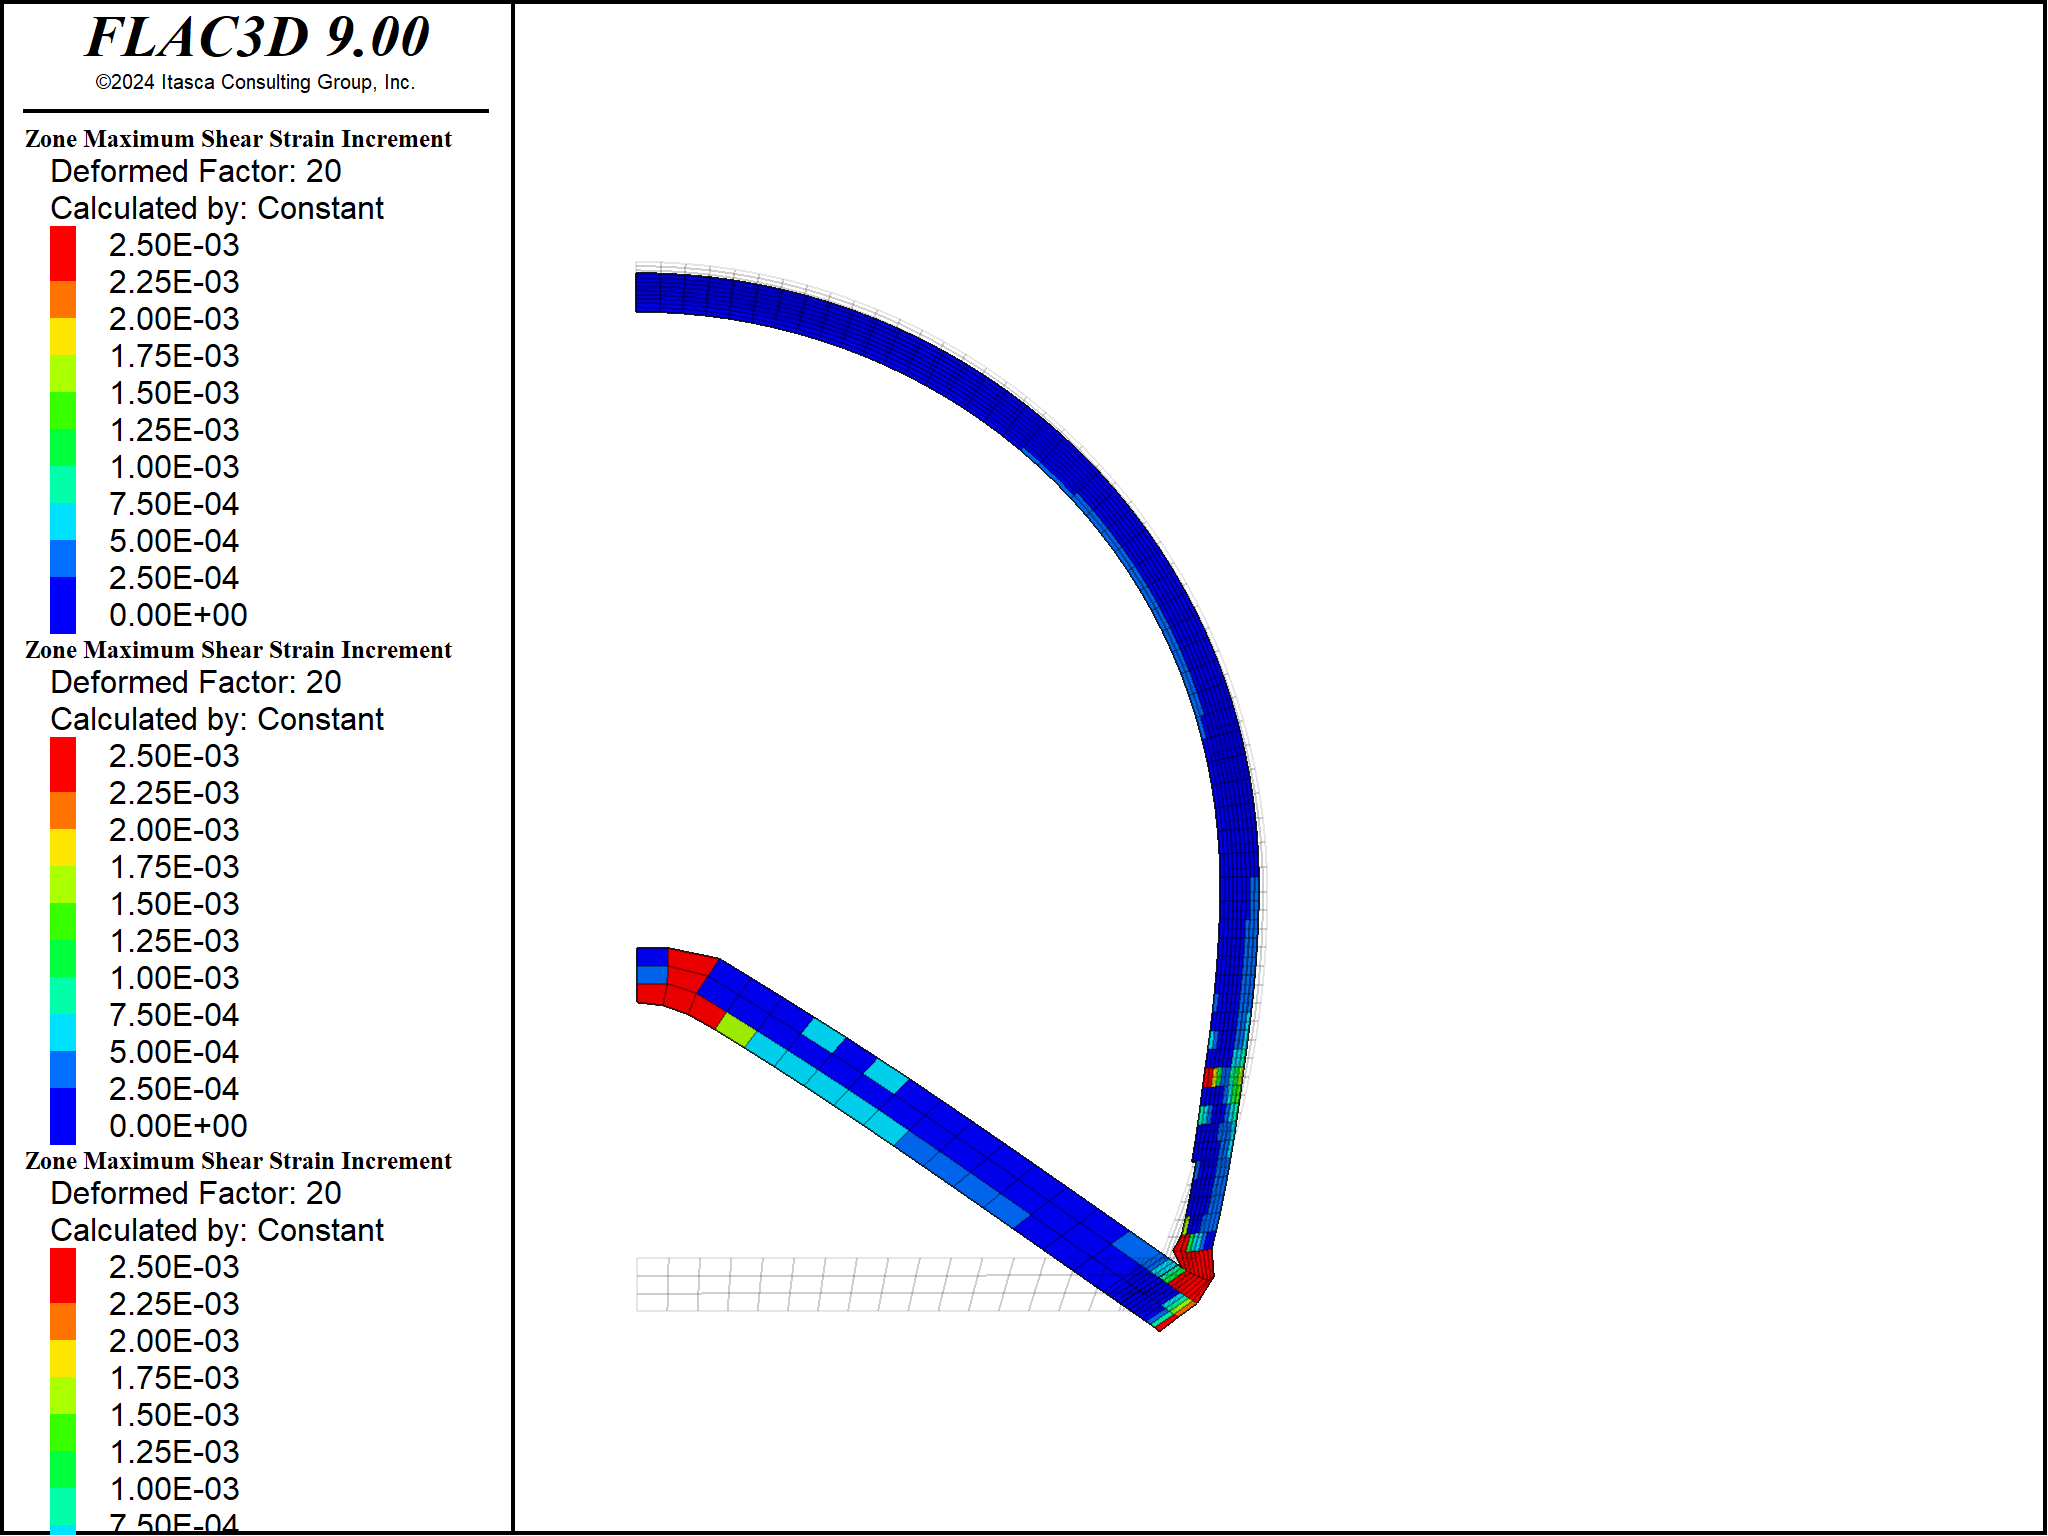 FLAC3D 9.00
©2024 Itasca Consulting Group, Inc.
Zone Maximum Shear Strain Increment
Deformed Factor: 20
Calculated by: Constant
2.50E-03
2.25E-03
2.00E-03
1.75E-03
1.50E-03
1.25E-03
1.00E-03
7.50E-04
5.00E-04
2.50E-04
0.00E+00
Zone Maximum Shear Strain Increment
Deformed Factor: 20
Calculated by: Constant
2.50E-03
2.25E-03
2.00E-03
1.75E-03
1.50E-03
1.25E-03
1.00E-03
7.50E-04
5.00E-04
2.50E-04
0.00E+00
Zone Maximum Shear Strain Increment
Deformed Factor: 20
Calculated by: Constant
2.50E-03
2.25E-03
2.00E-03
1.75E-03
1.50E-03
1.25E-03
1.00E-03
7.50E-04